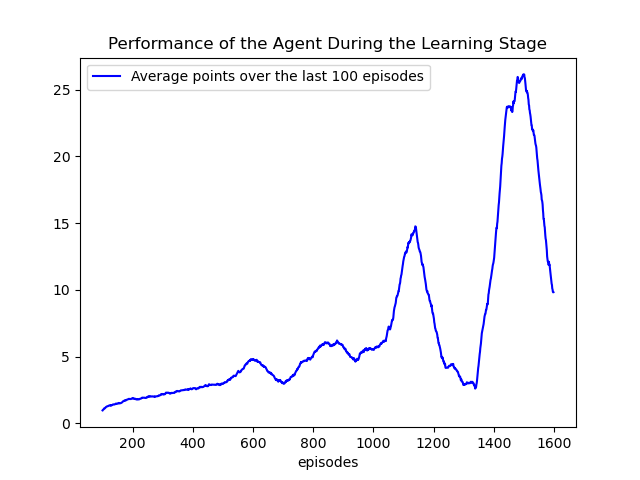 Performance of the Agent During the Learning Stage
Average points over the last 100 episodes
25
20
15
10
5
0
200 400 600 800 1000 1200 1400 1600
episodes